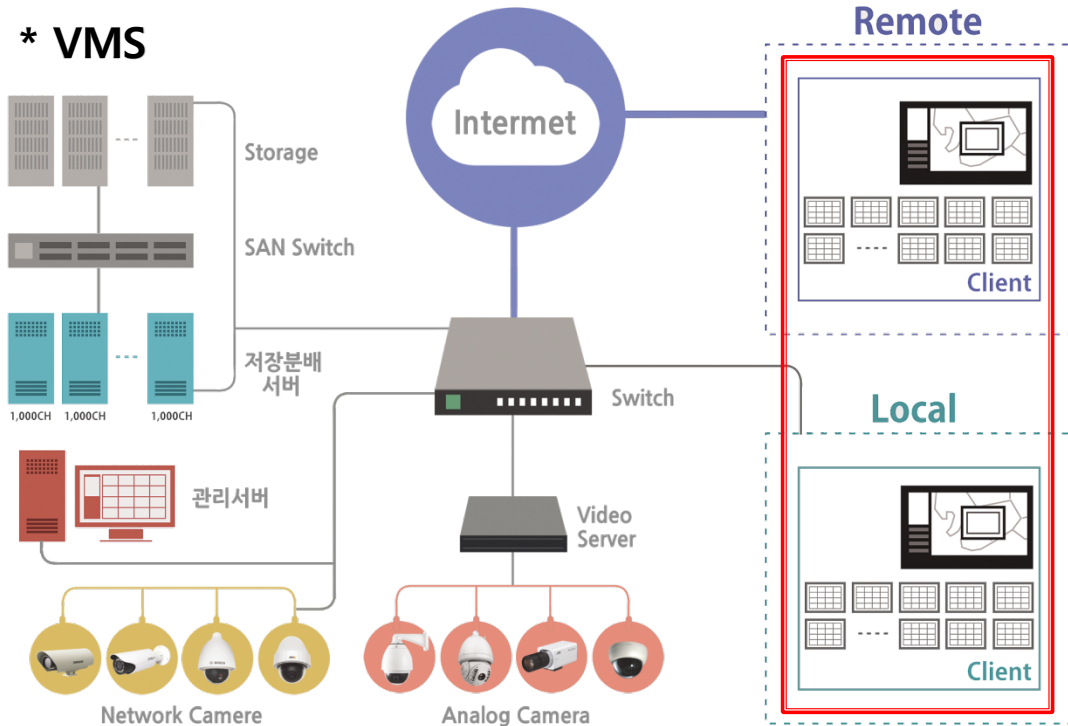 * VMS
Remote
Intermet
Storage
SAN Switch
Client
저장분배
서버
1,000CH 1,000CH 1,000CH
Switch
Local
관리서버
Video
Server
Client
Network Camere
Analog Camera